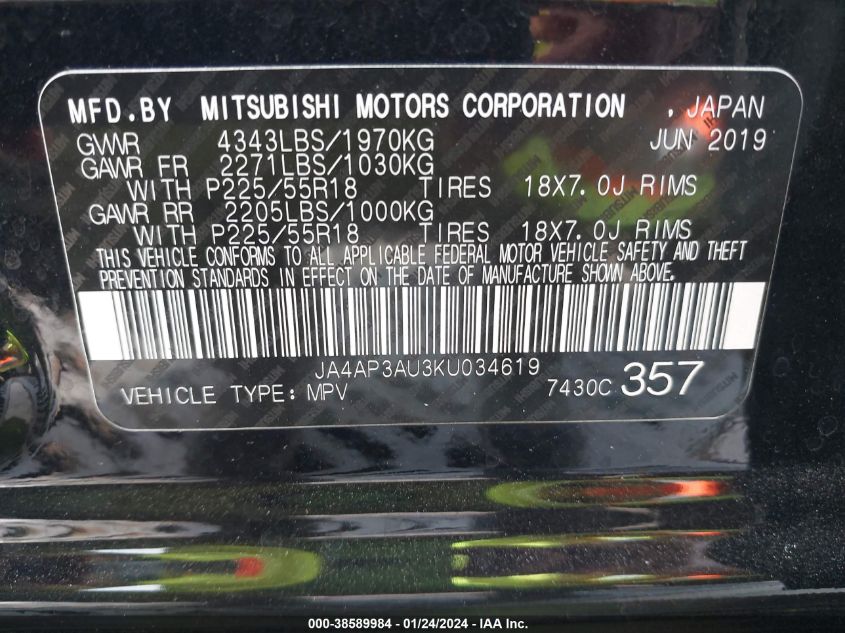 MFD.BY MITSUBISHI MOTORS CORPORATION , JAPAN
GVWR 4343LBS/1970KG JUN 2019
GAWR FR 2271LBS/1030KG
WITH P225/55R18 TIRES 18X7.0J RIMS
GAWR RR 2205LBS/1000KG
WITH P225/55R18 TIRES 18X7.0J RIMS
THIS VEHICLE CONFORMS TO ALL APPLICABLE FEDERAL MOTOR VEHICLE SAFETY AND THEFT
PREVENTION STANDARDS IN EFFECT ON THE DATE OF MANUFACTURE SHOWN ABOVE.
JA4AP3AU3KU034619
VEHICLE TYPE: MPV 7430C 357
000-38589984 - 01/24/2024 - IAAI.com